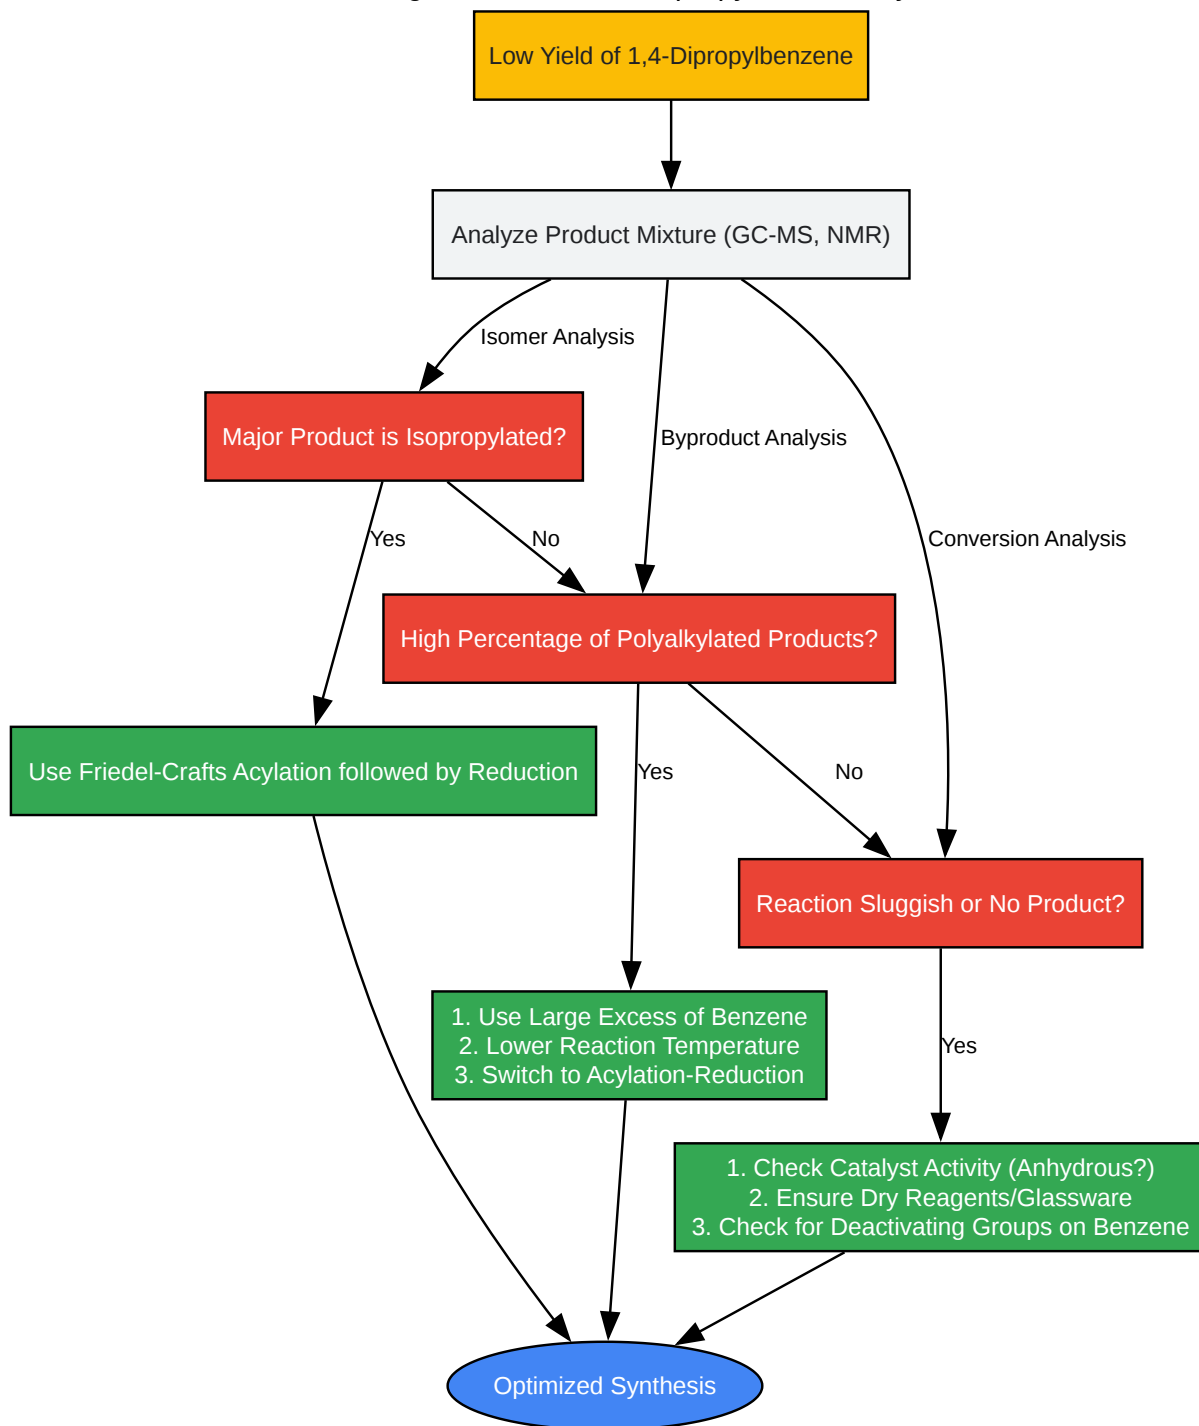 Low Yield of 1,4-Dipropylbenzene
Analyze Product Mixture (GC-MS, NMR)
Isomer Analysis
Major Product is Isopropylated?
Byproduct Analysis
Yes
No
Conversion Analysis
High Percentage of Polyalkylated Products?
Use Friedel-Crafts Acylation followed by Reduction
Yes
No
Reaction Sluggish or No Product?
1. Use Large Excess of Benzene
2. Lower Reaction Temperature
3. Switch to Acylation-Reduction
Yes
1. Check Catalyst Activity (Anhydrous?)
2. Ensure Dry Reagents/Glassware
3. Check for Deactivating Groups on Benzene
Optimized Synthesis